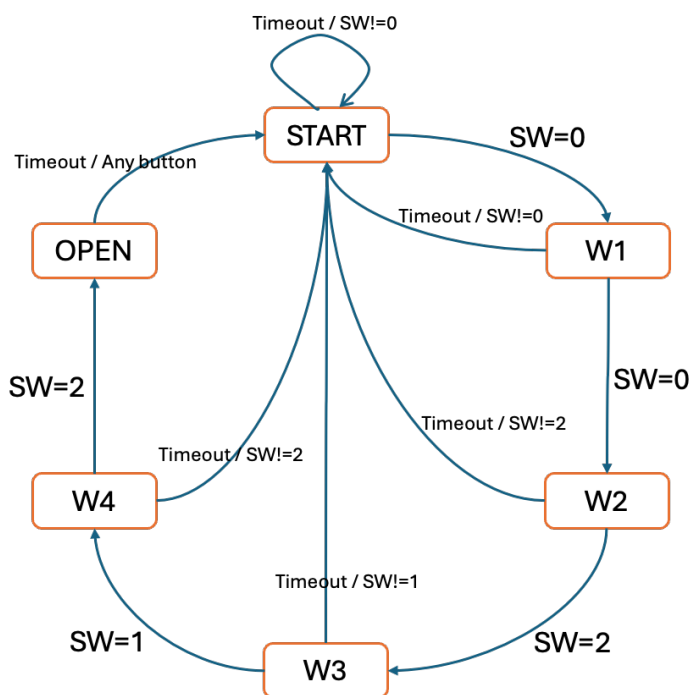 Timeout / SW!=0
START
SW=0
Timeout / Any button
Timeout / SW!=0
OPEN
W1
SW=2
SW=0
Timeout / SW!=2
Timeout / SW!=2
W4
W2
Timeout / SW!=1
SW=1
SW=2
W3